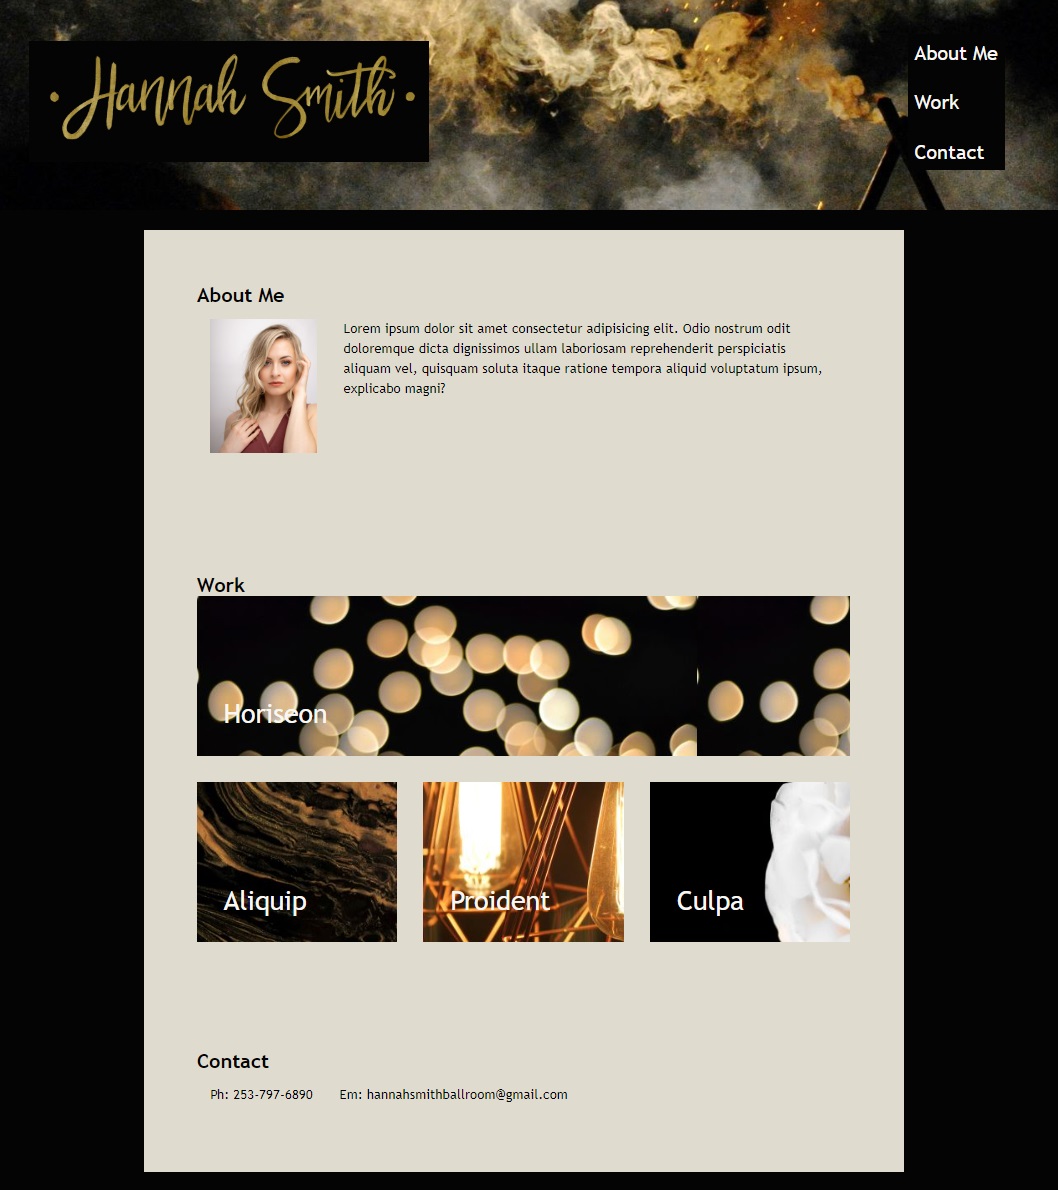 · Hannah Smith ·
About Me
Work
Contact
About Me
Lorem ipsum dolor sit amet consectetur adipisicing elit. Odio nostrum odit
doloremque dicta dignissimos ullam laboriosam reprehenderit perspiciatis
aliquam vel, quisquam soluta itaque ratione tempora aliquid voluptatum ipsum,
explicabo magni?
Work
Horiseon
Aliquip
Proident
Culpa
Contact
Ph: 253-797-6890 Em: hannahsmithballroom@gmail.com